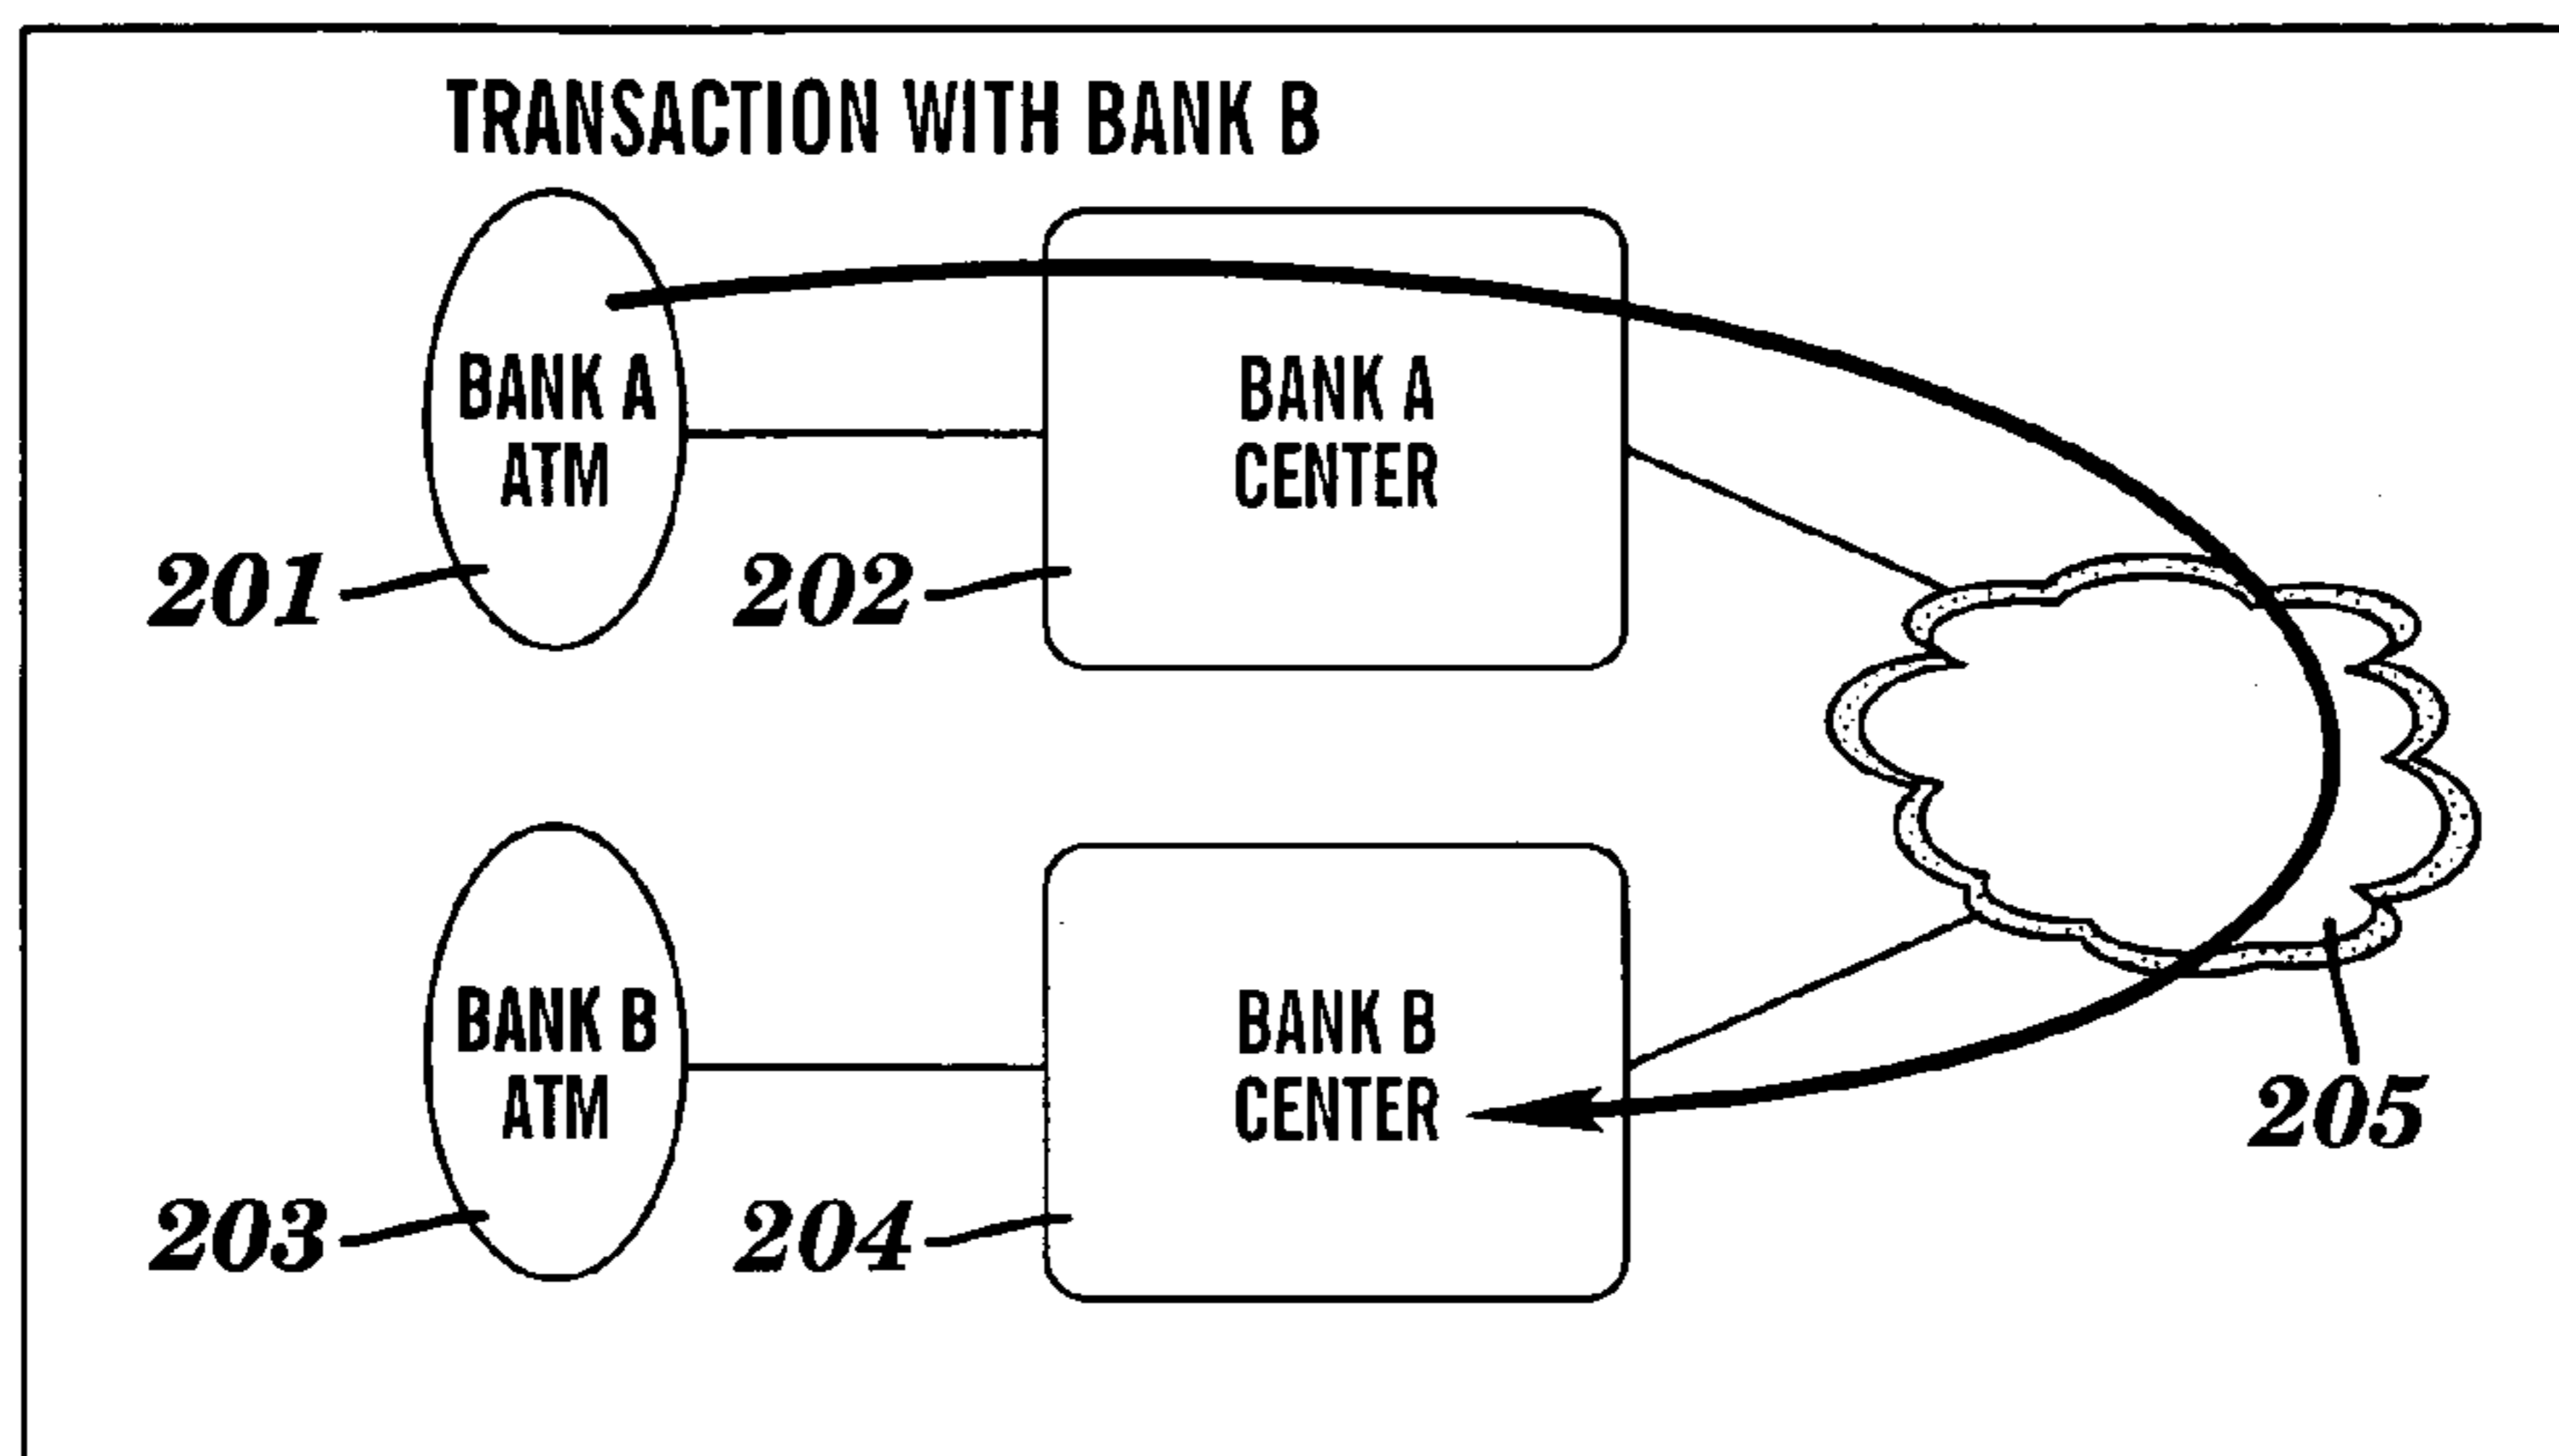 TRANSACTION WITH BANK B
BANK A
ATM
BANK A
CENTER
201
202
BANK B
ATM
BANK B
CENTER
205
203
204